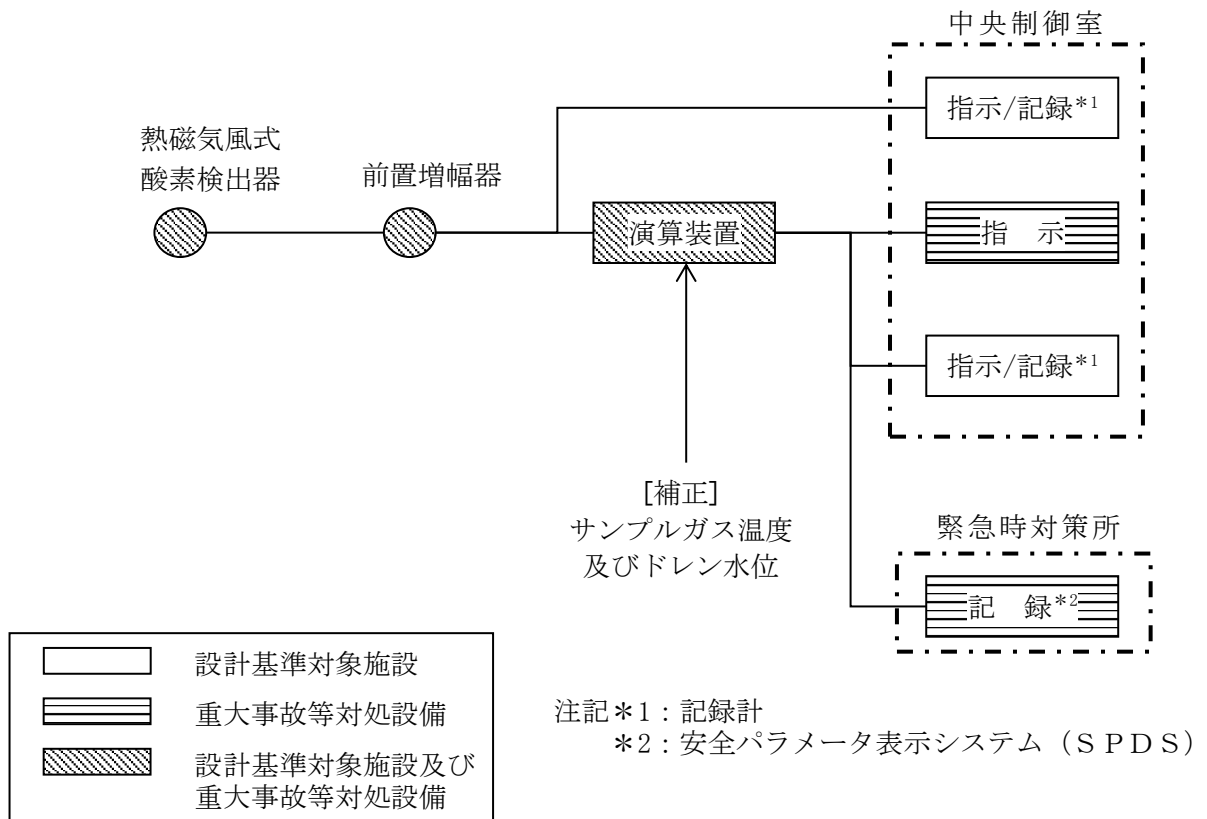 中央制御室
指示/記録*1
熱磁気風式
酸素検出器
前置増幅器
演算装置
指　示
指示/記録*1
[補正]
サンプルガス温度
及びドレン水位
緊急時対策所
記　録*2
設計基準対象施設
重大事故等対処設備
設計基準対象施設及び
重大事故等対処設備
注記＊1：記録計
＊2：安全パラメータ表示システム（ＳＰＤＳ）